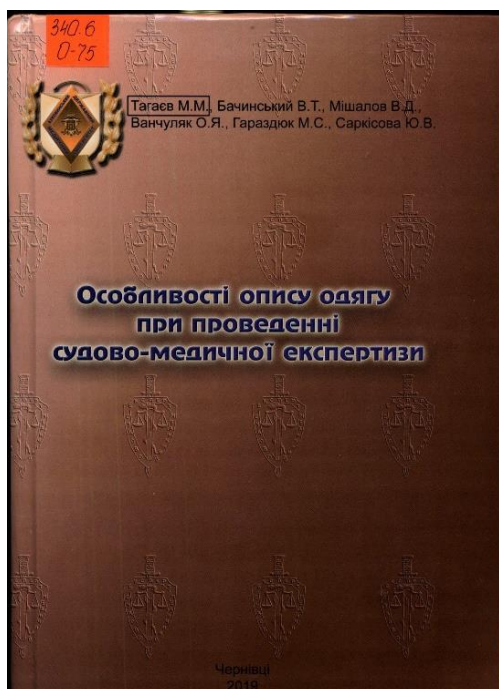 340.6
О-75
Тагаєв М.М., Бачинський В.Т., Мішалов В.Д.,
Ванчуляк О.Я., Гараздюк М.С., Саркісова Ю.В.
Особливості опису одягу
при проведенні
судово-медичної експертизи
Чернівці
2019